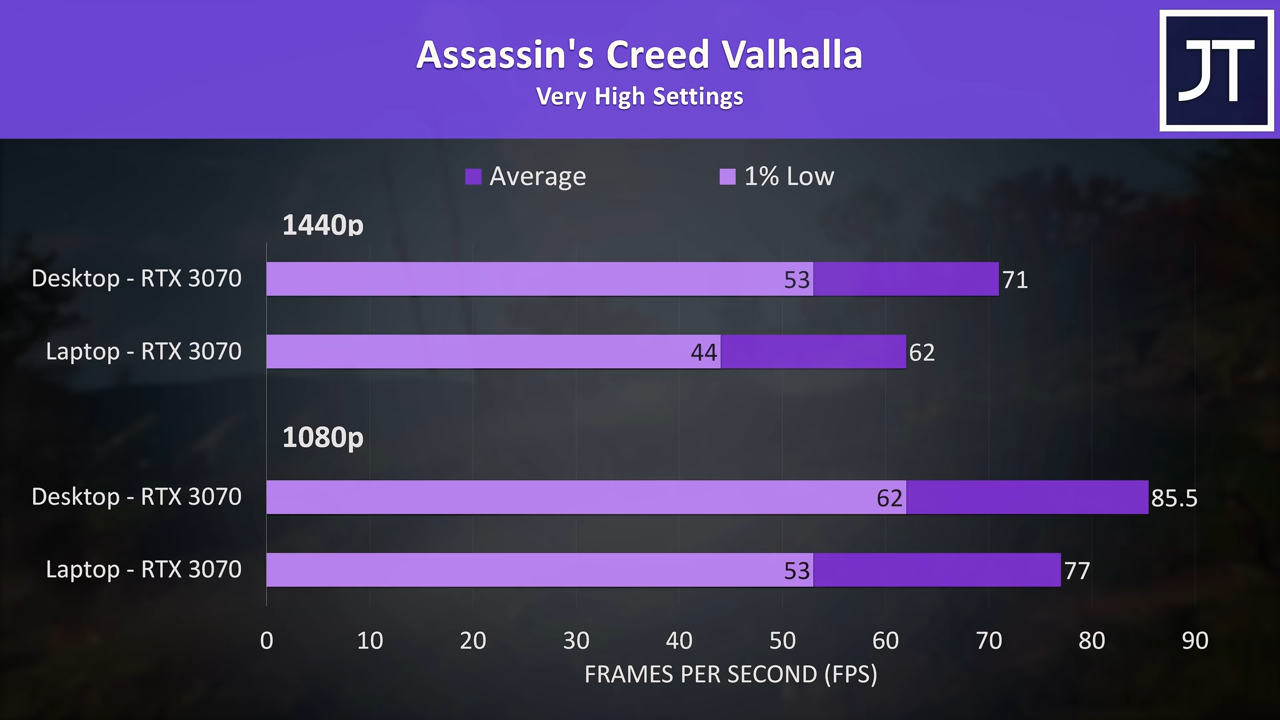 Assassin's Creed Valhalla
Very High Settings
JT
Average 1% Low
1440p
Desktop - RTX 3070 53 71
Laptop - RTX 3070 44 62
1080p
Desktop - RTX 3070 62 85.5
Laptop - RTX 3070 53 77
0 10 20 30 40 50 60 70 80 90
FRAMES PER SECOND (FPS)